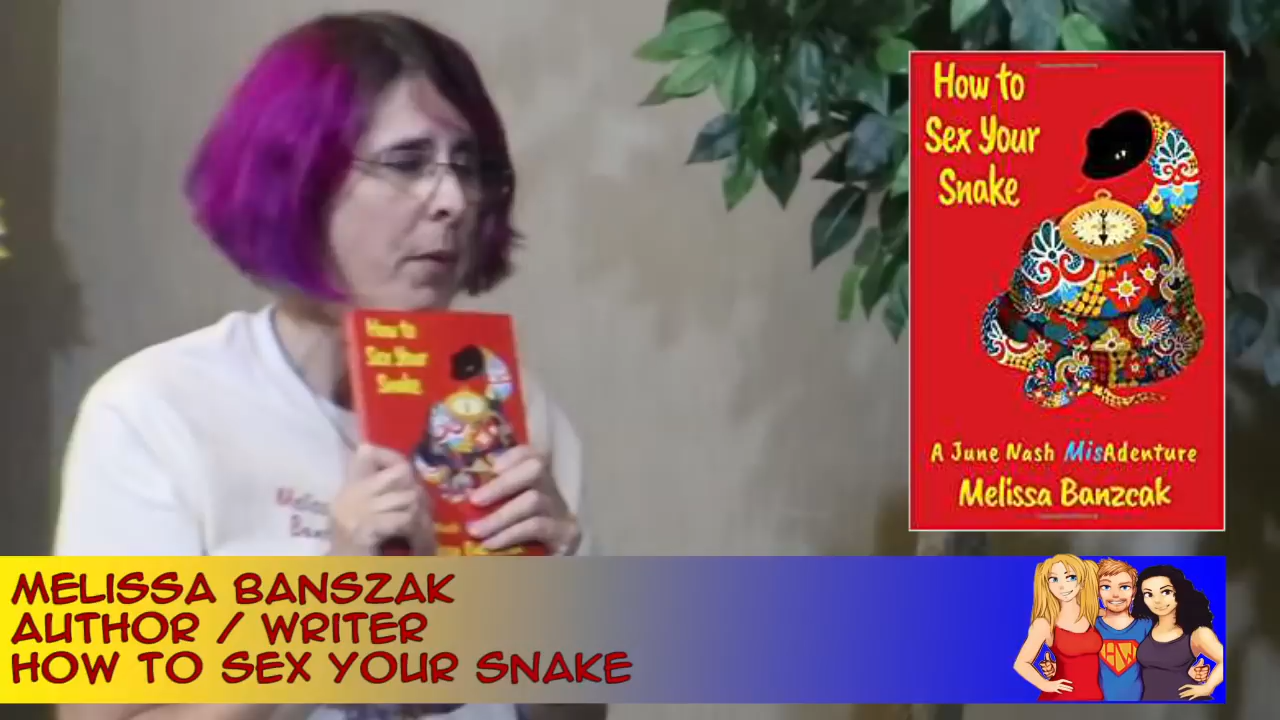 How to
Sex Your
Snake
A June Nash MisAdenture
Melissa Banzcak
How to
Sex Your
Snake
MELISSA BANSZAK
AUTHOR / WRITER
HOW TO SEX YOUR SNAKE
HW